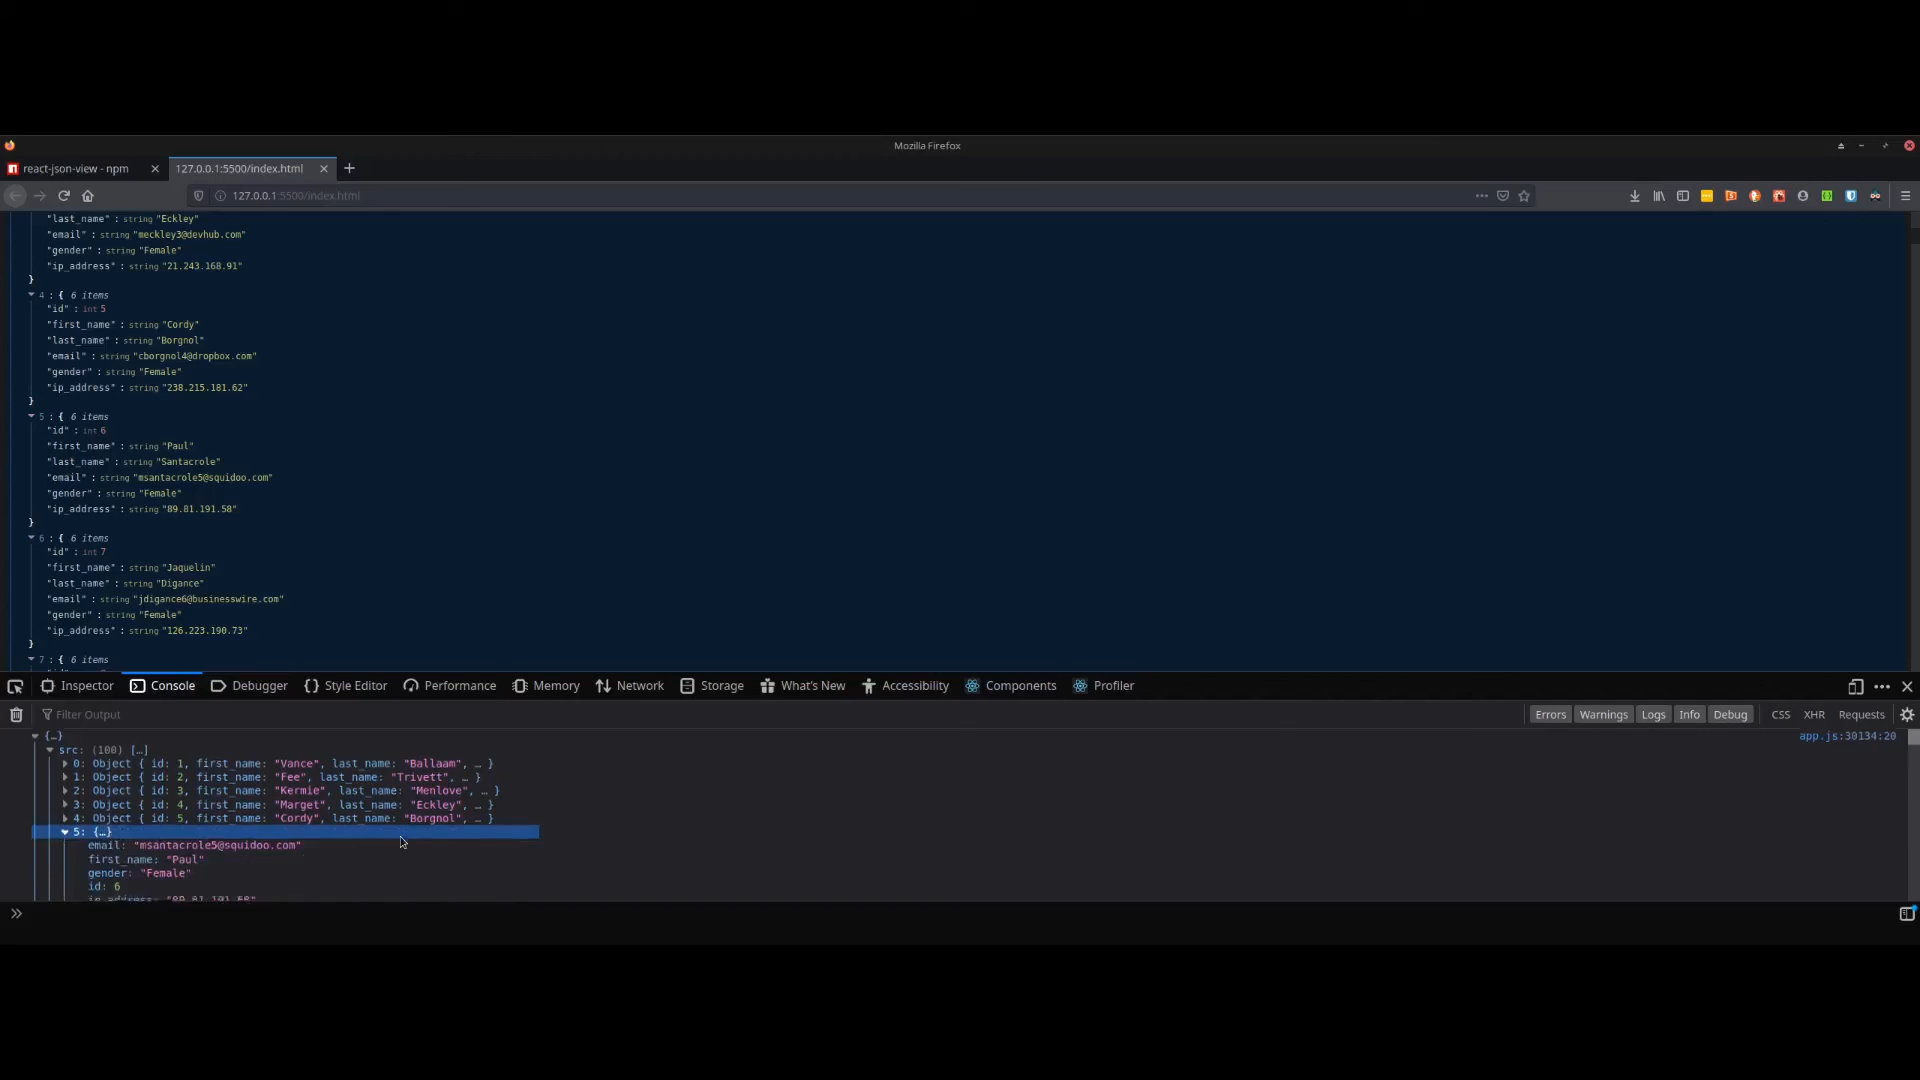 Mozilla Firefox
react-json-view - npm
127.0.0.1:5500/index.html
127.0.0.1:5500/index.html
"last_name" : string "Eckley"
"email" : string "meckley3@devhub.com"
"gender" : string "Female"
"ip_address" : string "21.243.168.91"
}
4 : { 6 items
"id" : int 5
"first_name" : string "Cordy"
"last_name" : string "Borgnol"
"email" : string "cborgnol4@dropbox.com"
"gender" : string "Female"
"ip_address" : string "238.215.181.62"
}
5 : { 6 items
"id" : int 6
"first_name" : string "Paul"
"last_name" : string "Santacrole"
"email" : string "msantacrole5@squidoo.com"
"gender" : string "Female"
"ip_address" : string "89.81.191.58"
}
6 : { 6 items
"id" : int 7
"first_name" : string "Jaquelin"
"last_name" : string "Digance"
"email" : string "jdigance6@businesswire.com"
"gender" : string "Female"
"ip_address" : string "126.223.190.73"
}
7 : { 6 items
Inspector Console Debugger Style Editor Performance Memory Network Storage What's New Accessibility Components Profiler
Filter Output Errors Warnings Logs Info Debug CSS XHR Requests
{…} app.js:30134:20
src: (100) […]
0: Object { id: 1, first_name: "Vance", last_name: "Ballaam", … }
1: Object { id: 2, first_name: "Fee", last_name: "Trivett", … }
2: Object { id: 3, first_name: "Kermie", last_name: "Menlove", … }
3: Object { id: 4, first_name: "Marget", last_name: "Eckley", … }
4: Object { id: 5, first_name: "Cordy", last_name: "Borgnol", … }
5: {…}
email: "msantacrole5@squidoo.com"
first_name: "Paul"
gender: "Female"
id: 6